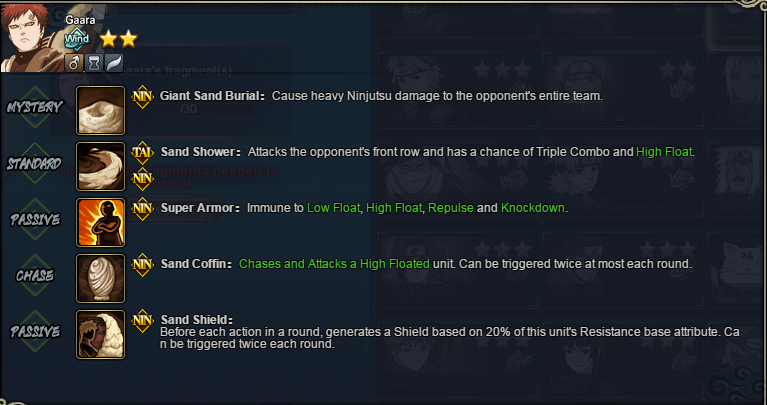 Gaara
Wind
aara's fragment(s)
/30
MYSTERY
NIN
Giant Sand Burial: Cause heavy Ninjutsu damage to the opponent's entire team.
STANDARD
TAI
Sand Shower: Attacks the opponent's front row and has a chance of Triple Combo and High Float.
NIN
PASSIVE
NIN
Super Armor: Immune to Low Float, High Float, Repulse and Knockdown.
CHASE
NIN
Sand Coffin: Chases and Attacks a High Floated unit. Can be triggered twice at most each round.
PASSIVE
NIN
Sand Shield:
Before each action in a round, generates a Shield based on 20% of this unit's Resistance base attribute. Ca
n be triggered twice each round.